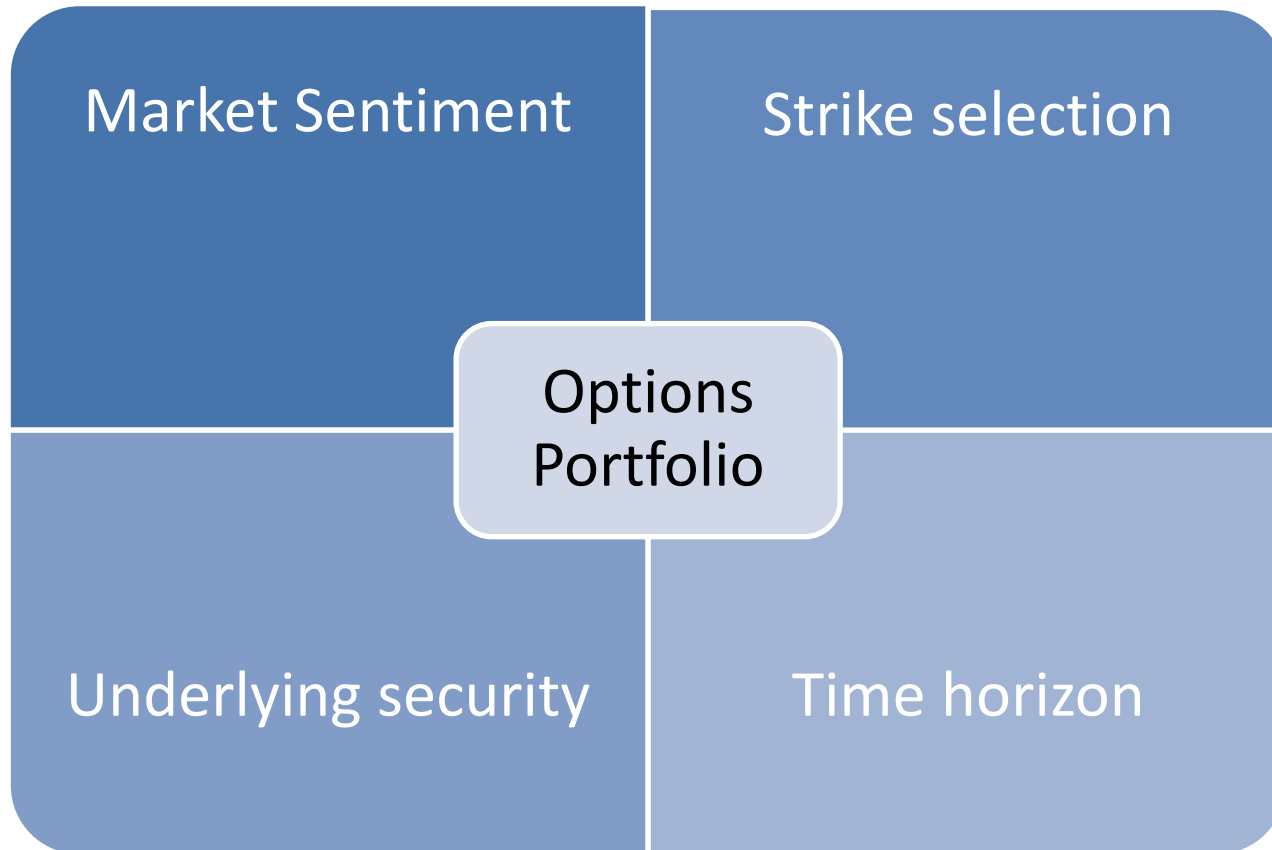 Market Sentiment
Strike selection
Options
Portfolio
Underlying security
Time horizon